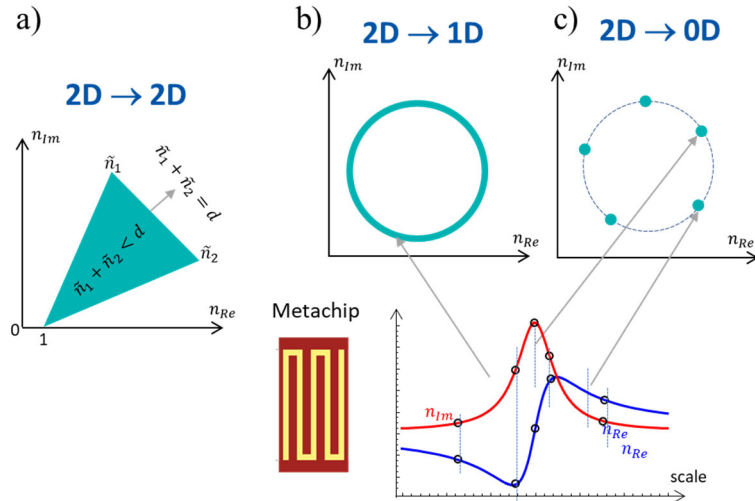 a)
2D → 2D
n_Im
ñ_1
ñ_1 + ñ_2 = d
ñ_1 + ñ_2 < d
ñ_2
0
1
n_Re
b)
2D → 1D
n_Im
n_Re
c)
2D → 0D
n_Im
n_Re
Metachip
n_Im
n_Re
n_Re
scale